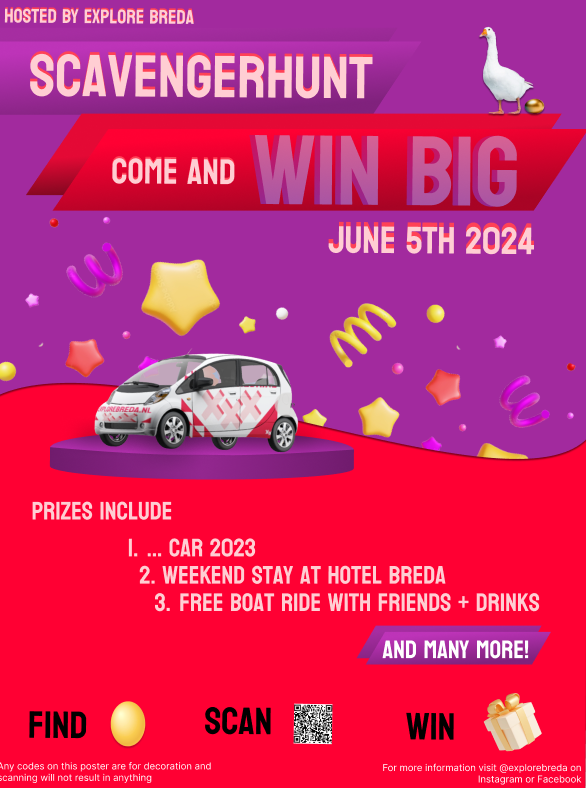 HOSTED BY EXPLORE BREDA
SCAVENGERHUNT
COME AND WIN BIG
JUNE 5TH 2024
EXPLOREBREDA.NL
PRIZES INCLUDE
1. ... CAR 2023
2. WEEKEND STAY AT HOTEL BREDA
3. FREE BOAT RIDE WITH FRIENDS + DRINKS
AND MANY MORE!
FIND
SCAN
WIN
Any codes on this poster are for decoration and
scanning will not result in anything
For more information visit @explorebreda on
Instagram or Facebook